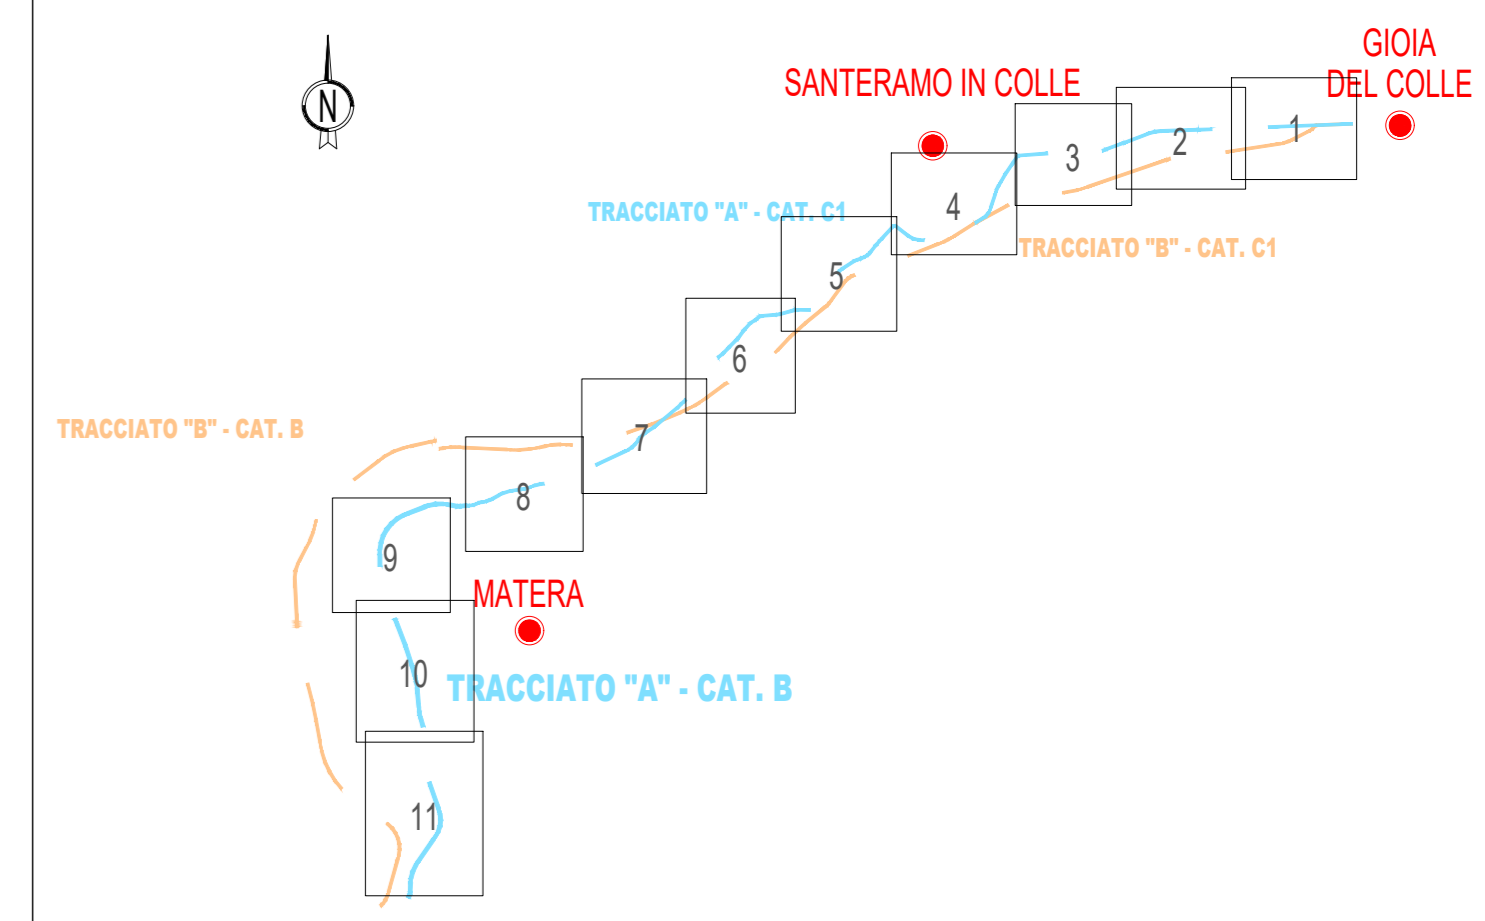 GIOIA
DEL COLLE
SANTERAMO IN COLLE
N
1
2
3
4
TRACCIATO "A" - CAT. C1
TRACCIATO "B" - CAT. C1
5
6
7
TRACCIATO "B" - CAT. B
8
9
MATERA
10
TRACCIATO "A" - CAT. B
11